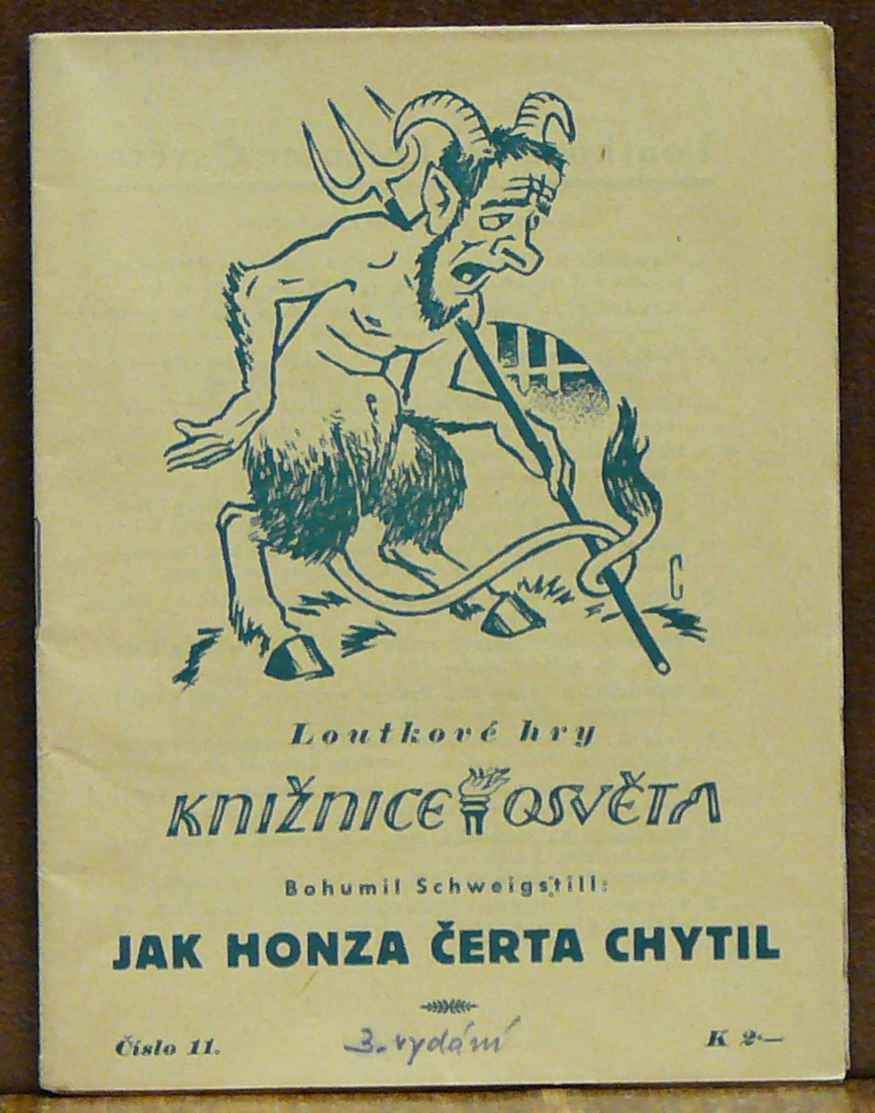 C
Loutkové hry
KNIŽNICE OSVĚTA
Bohumil Schweigstill:
JAK HONZA ČERTA CHYTIL
Číslo 11. 3. vydání K 2·—